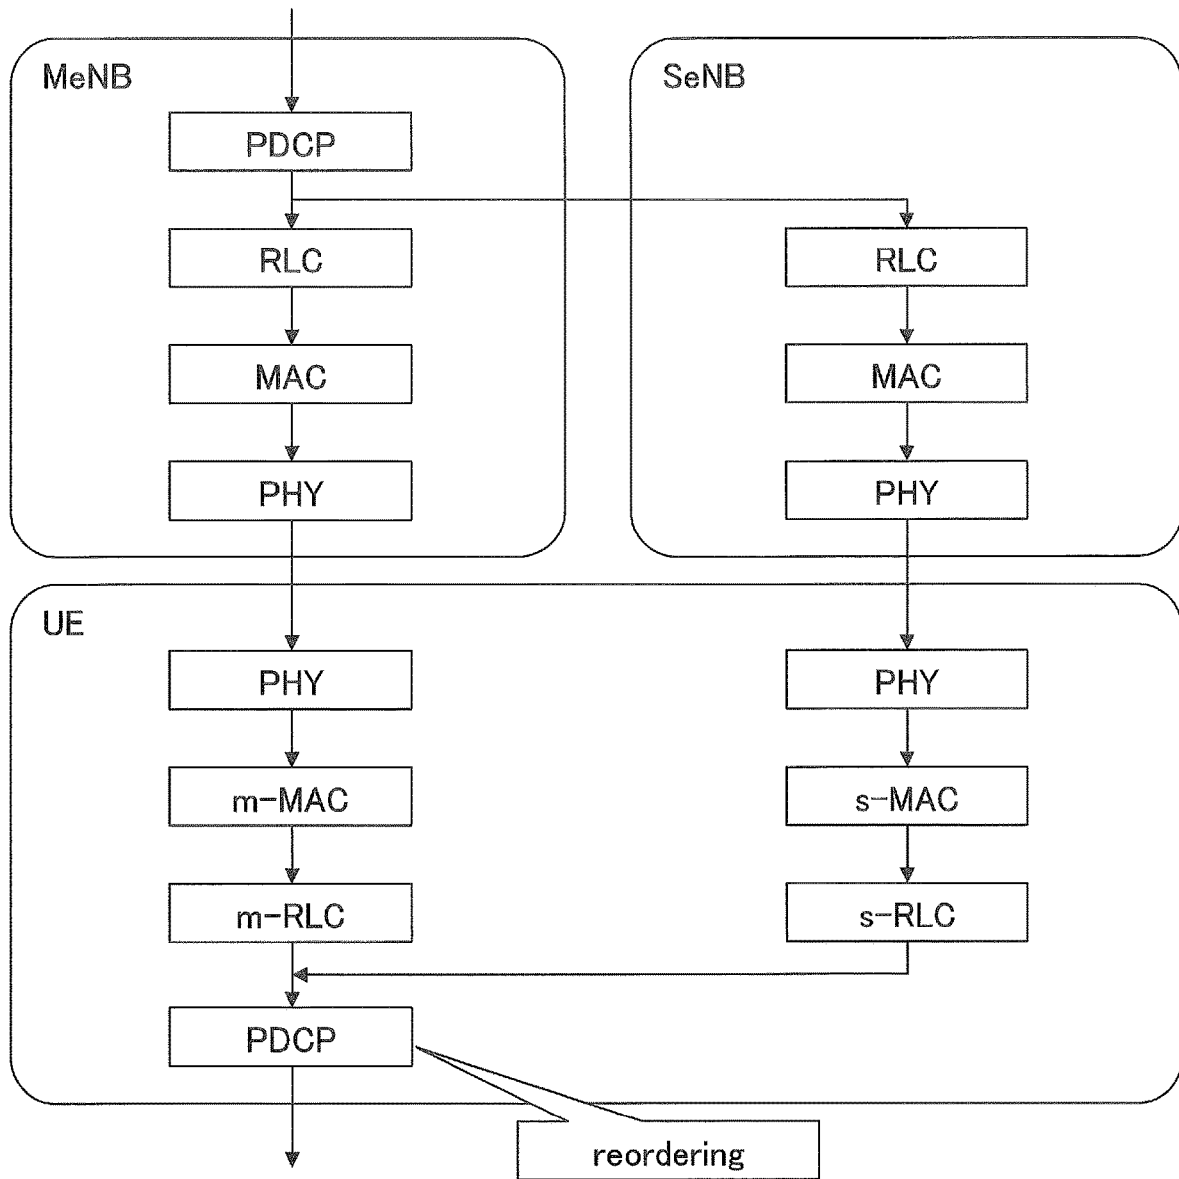 MeNB
SeNB
PDCP
RLC
RLC
MAC
MAC
PHY
PHY
UE
PHY
PHY
m-MAC
s-MAC
m-RLC
s-RLC
PDCP
reordering